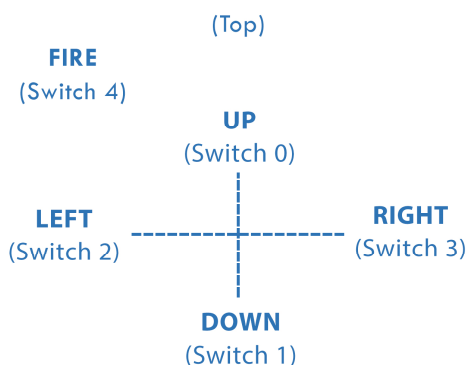 (Top)
FIRE
(Switch 4)
UP
(Switch 0)
LEFT
(Switch 2)
RIGHT
(Switch 3)
DOWN
(Switch 1)